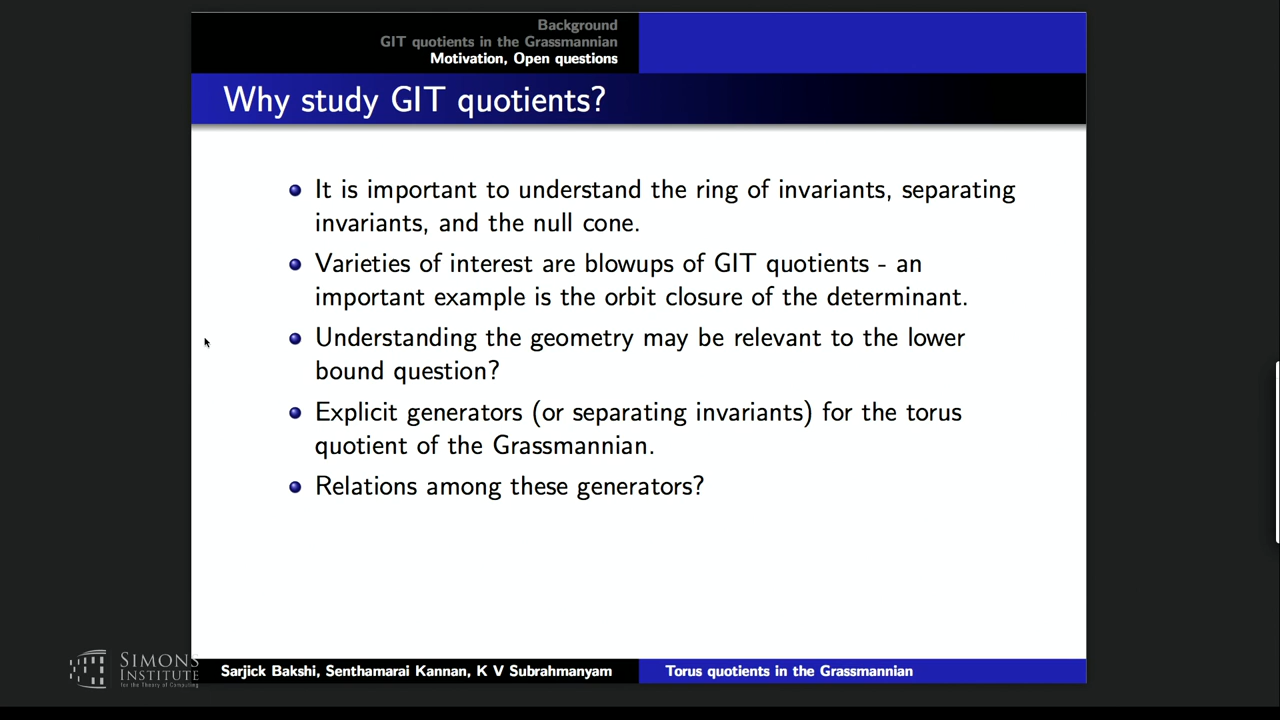 Background
GIT quotients in the Grassmannian
Motivation, Open questions
Why study GIT quotients?
It is important to understand the ring of invariants, separating
invariants, and the null cone.
Varieties of interest are blowups of GIT quotients - an
important example is the orbit closure of the determinant.
Understanding the geometry may be relevant to the lower
bound question?
Explicit generators (or separating invariants) for the torus
quotient of the Grassmannian.
Relations among these generators?
SIMONS
INSTITUTE
for the Theory of Computing
Sarjick Bakshi, Senthamarai Kannan, K V Subrahmanyam
Torus quotients in the Grassmannian